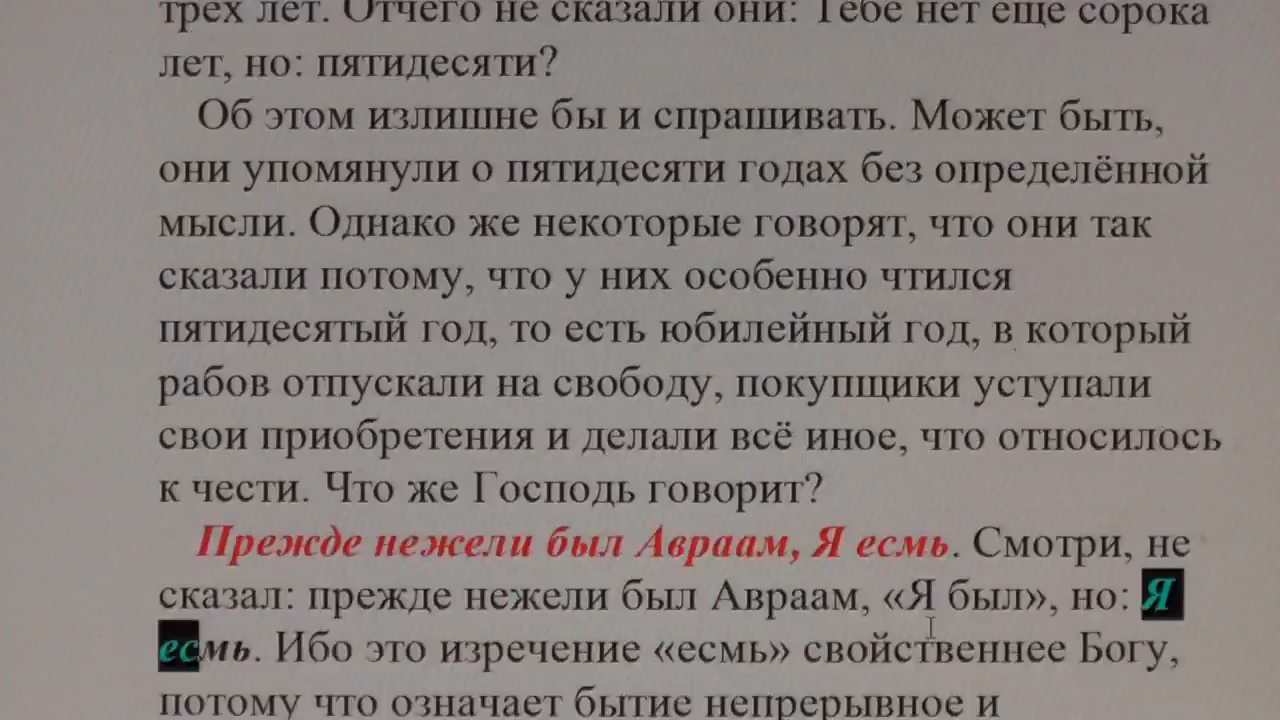 трех лет. Отчего не сказали они: Тебе нет еще сорока
лет, но: пятидесяти?
Об этом излишне бы и спрашивать. Может быть,
они упомянули о пятидесяти годах без определённой
мысли. Однако же некоторые говорят, что они так
сказали потому, что у них особенно чтился
пятидесятый год, то есть юбилейный год, в который
рабов отпускали на свободу, покупщики уступали
свои приобретения и делали всё иное, что относилось
к чести. Что же Господь говорит?
Прежде нежели был Авраам, Я есмь. Смотри, не
сказал: прежде нежели был Авраам, «Я был», но: Я
есмь. Ибо это изречение «есмь» свойственнее Богу,
потому что означает бытие непрерывное и